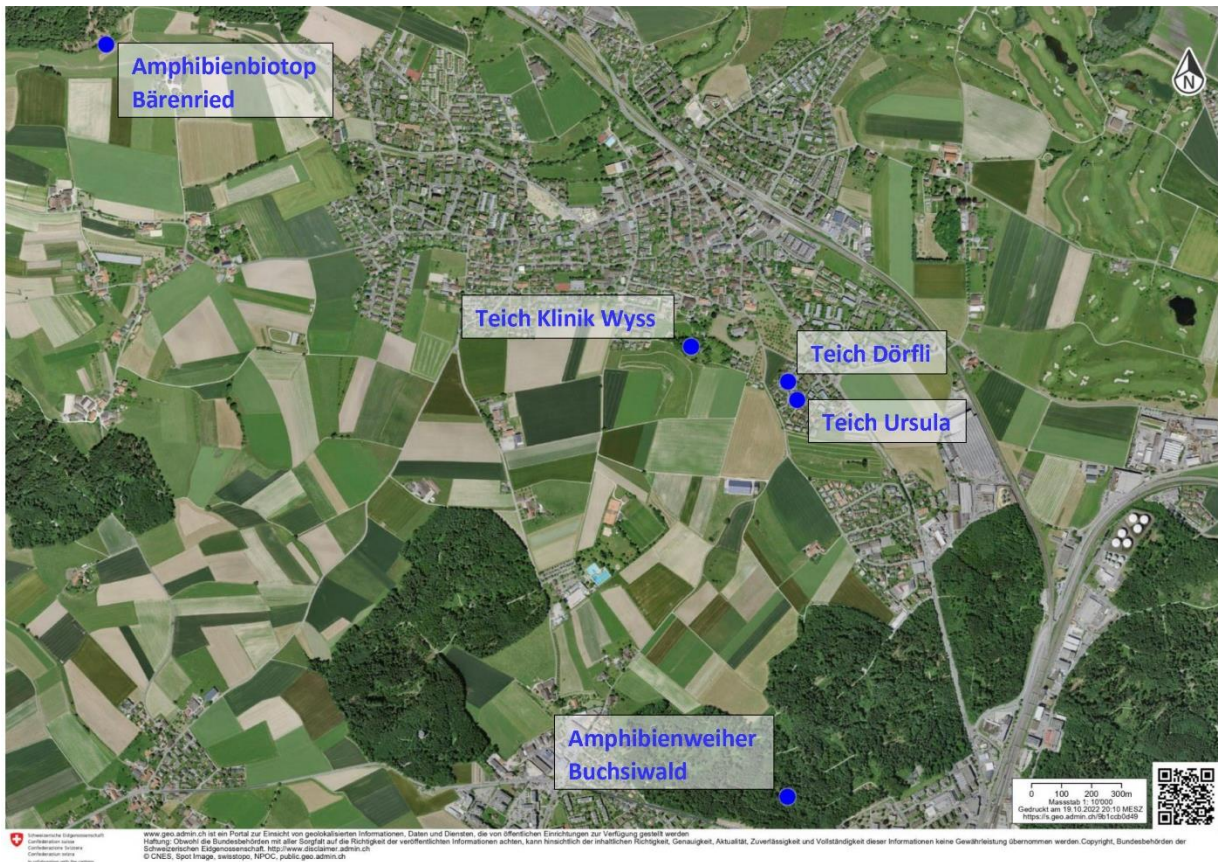 Amphibienbiotop
Bärenried
N
Teich Klinik Wyss
Teich Dörfli
Teich Ursula
Amphibienweiher
Buchsiwald
0 100 200 300m
Massstab 1: 10'000
Gedruckt am 19.10.2022 20:10 MESZ
https://s.geo.admin.ch/9b1ccb0d49
Schweizerische Eidgenossenschaft
Confédération suisse
Confederazione Svizzera
Confederaziun svizra
www.geo.admin.ch ist ein Portal zur Einsicht von geolokalisierten Informationen, Daten und Diensten, die von öffentlichen Einrichtungen zur Verfügung gestellt werden
Haftung: Obwohl die Bundesbehörden mit aller Sorgfalt auf die Richtigkeit der veröffentlichten Informationen achten, kann hinsichtlich der inhaltlichen Richtigkeit, Genauigkeit, Aktualität, Zuverlässigkeit und Vollständigkeit dieser Informationen keine Gewährleistung übernommen werden.Copyright, Bundesbehörden der
Schweizerischen Eidgenossenschaft. http://www.disclaimer.admin.ch
© CNES, Spot Image, swisstopo, NPOC, public.geo.admin.ch